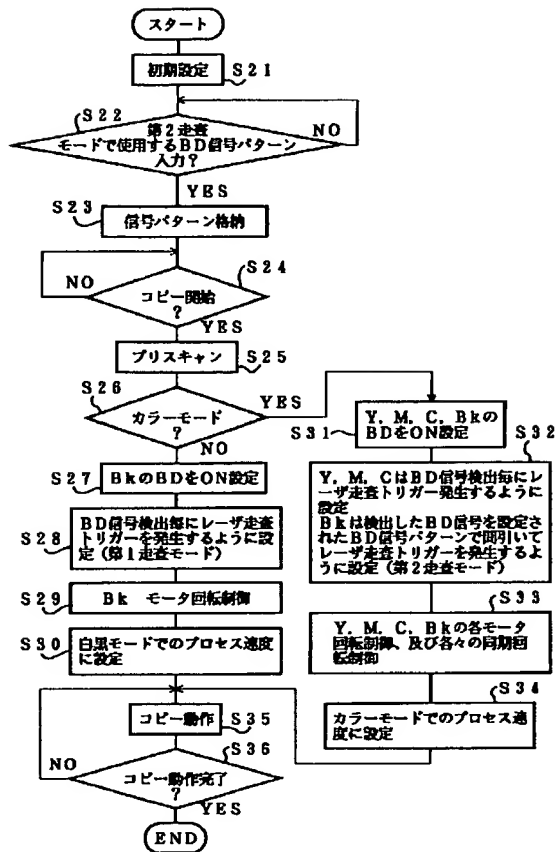 スタート
初期設定
S21
S22
第2走査
モードで使用するBD信号パターン
入力?
NO
YES
S23
信号パターン格納
S24
NO
コピー開始
?
YES
プリスキャン
S25
S26
カラーモード
?
YES
NO
S27
BkのBDをON設定
S28
BD信号検出毎にレーザ走査
トリガーを発生するように設
定(第1走査モード)
S29
Bk モータ回転制御
S30
白黒モードでのプロセス速度
に設定
S31
Y, M, C, Bkの
BDをON設定
S32
Y, M, CはBD信号検出毎にレ
ーザ走査トリガー発生するように
設定
Bkは検出したBD信号を設定さ
れたBD信号パターンで間引いて
レーザ走査トリガーを発生するよ
うに設定(第2走査モード)
S33
Y, M, C, Bkの各モータ
回転制御、及び各々の同期回
転制御
S34
カラーモードでのプロセス速
度に設定
コピー動作
S35
S36
NO
コピー動作完了
?
YES
END